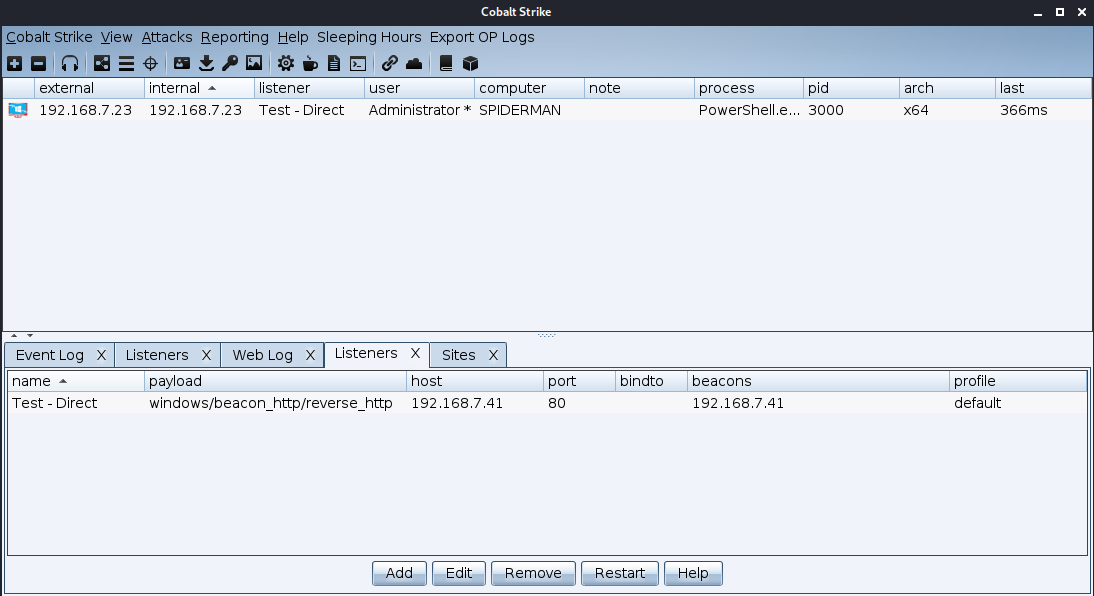 Cobalt Strike
Cobalt Strike View Attacks Reporting Help Sleeping Hours Export OP Logs
external internal listener user computer note process pid arch last
192.168.7.23 192.168.7.23 Test - Direct Administrator * SPIDERMAN PowerShell.e... 3000 x64 366ms
Event Log X Listeners X Web Log X Listeners X Sites X
name payload host port bindto beacons profile
Test - Direct windows/beacon_http/reverse_http 192.168.7.41 80 192.168.7.41 default
Add Edit Remove Restart Help